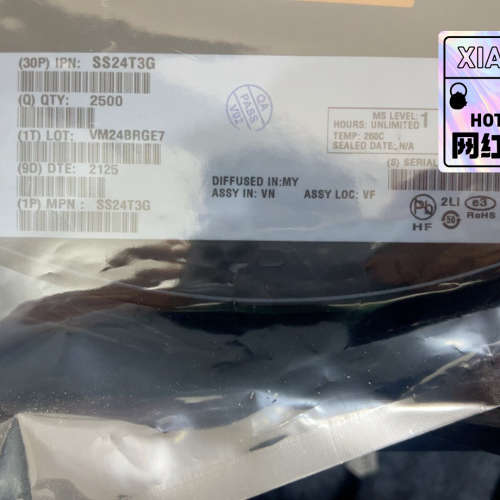 (30P) IPN: SS24T3G
(Q) QTY: 2500
(1T) LOT: VM24BRGE7
(9D) DTE: 2125
(1P) MPN: SS24T3G
QA
PASS
V02
MS LEVEL: 1
HOURS: UNLIMITED
TEMP: 260C
SEALED DATE: N/A
(S) SERIAL
DIFFUSED IN:MY
ASSY IN: VN ASSY LOC: VF
Pb
HF
2LI
50
e3
RoHS
XIA
HOT
网红